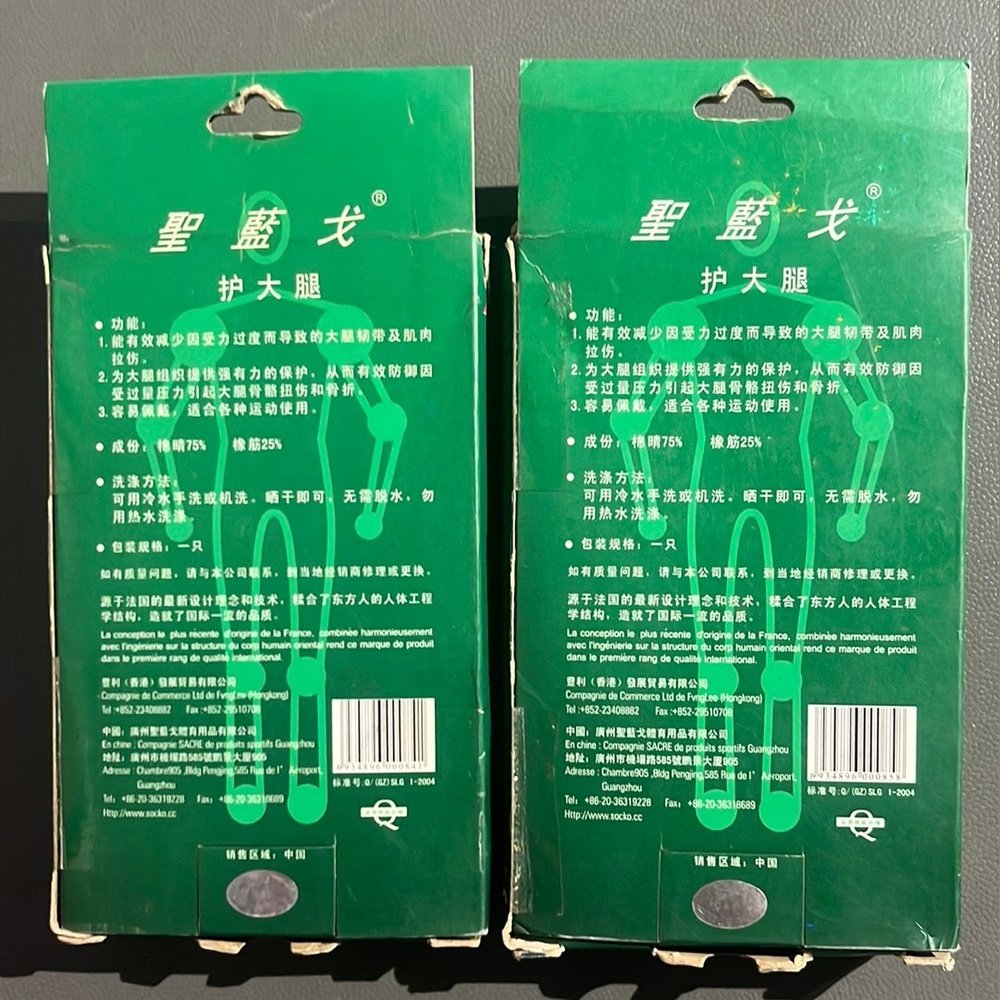 聖藍戈®
护大腿
● 功能：
1. 能有效减少因受力过度而导致的大腿韧带及肌肉
拉伤。
2. 为大腿组织提供强有力的保护，从而有效防御因
受过量压力引起大腿骨骼扭伤和骨折。
3. 容易佩戴，适合各种运动使用。
● 成份：棉晴75% 橡筋25%
● 洗涤方法：
可用冷水手洗或机洗。晒干即可，无需脱水，勿
用热水洗涤。
● 包装规格：一只
如有质量问题，请与本公司联系，到当地经销商修理或更换。
源于法国的最新设计理念和技术，糅合了东方人的人体工程
学结构，造就了国际一流的品质。
La conception le plus récente d'origine de la France, combinèe harmonieusement
avec l'ingénierie sur la structure du corp humain oriental rend ce marque de produit
dans le première rang de qualité international.
豐利（香港）發展貿易有限公司
Compagnie de Commerce Ltd de FyngLee (Hongkong)
Tel :+852-23408882 Fax :+852-29510708
中國：廣州聖藍戈體育用品有限公司
En chine : Compagnie SACRE de produits sportifs Guangzhou
地址：廣州市機場路585號鵬景大厦905
Adresse : Chambre905 ,Bldg Pengjing,585 Rue de l' Aéroport,
Guangzhou
Tel: +86-20-36319228 Fax: +86-20-36318689
Http://www.socko.cc
6934896000841
标准号:Q/(GZ)SLG 1-2004
Q
销售区域：中国
聖藍戈®
护大腿
● 功能：
1. 能有效减少因受力过度而导致的大腿韧带及肌肉
拉伤。
2. 为大腿组织提供强有力的保护，从而有效防御因
受过量压力引起大腿骨骼扭伤和骨折。
3. 容易佩戴，适合各种运动使用。
● 成份：棉晴75% 橡筋25%
● 洗涤方法：
可用冷水手洗或机洗。晒干即可，无需脱水，勿
用热水洗涤。
● 包装规格：一只
如有质量问题，请与本公司联系，到当地经销商修理或更换。
源于法国的最新设计理念和技术，糅合了东方人的人体工程
学结构，造就了国际一流的品质。
La conception le plus récente d'origine de la France, combinèe harmonieusement
avec l'ingénierie sur la structure du corp humain oriental rend ce marque de produit
dans le première rang de qualité international.
豐利（香港）發展貿易有限公司
Compagnie de Commerce Ltd de FyngLee (Hongkong)
Tel :+852-23408882 Fax :+852-29510708
中國：廣州聖藍戈體育用品有限公司
En chine : Compagnie SACRE de produits sportifs Guangzhou
地址：廣州市機場路585號鵬景大厦905
Adresse : Chambre905 ,Bldg Pengjing,585 Rue de l' Aéroport,
Guangzhou
Tel: +86-20-36319228 Fax: +86-20-36318689
Http://www.socko.cc
6934896000858
标准号:Q/(GZ)SLG 1-2004
Q
销售区域：中国